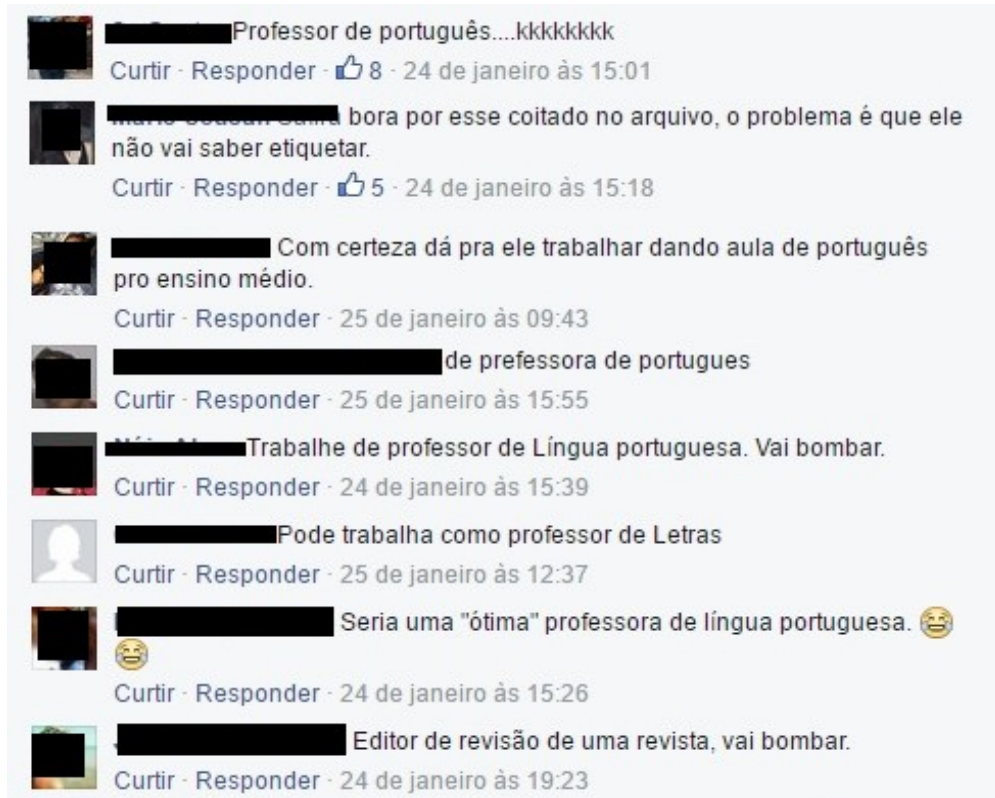 Professor de português....kkkkkkkk
Curtir · Responder · 8 · 24 de janeiro às 15:01
bora por esse coitado no arquivo, o problema é que ele
não vai saber etiquetar.
Curtir · Responder · 5 · 24 de janeiro às 15:18
Com certeza dá pra ele trabalhar dando aula de português
pro ensino médio.
Curtir · Responder · 25 de janeiro às 09:43
de prefessora de portugues
Curtir · Responder · 25 de janeiro às 15:55
Trabalhe de professor de Língua portuguesa. Vai bombar.
Curtir · Responder · 24 de janeiro às 15:39
Pode trabalha como professor de Letras
Curtir · Responder · 25 de janeiro às 12:37
Seria uma "ótima" professora de língua portuguesa. 😂
😂
Curtir · Responder · 24 de janeiro às 15:26
Editor de revisão de uma revista, vai bombar.
Curtir · Responder · 24 de janeiro às 19:23